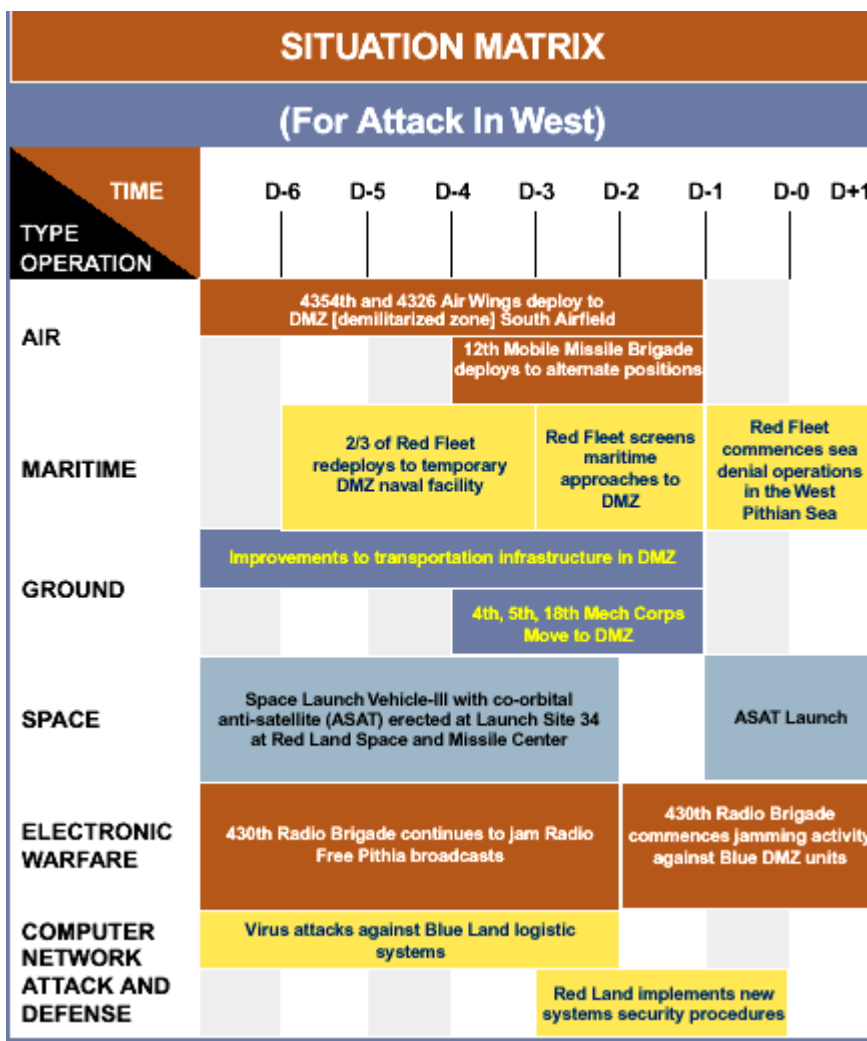 SITUATION MATRIX
(For Attack In West)
TIME
TYPE
OPERATION
D-6 D-5 D-4 D-3 D-2 D-1 D-0 D+1
AIR
4354th and 4326 Air Wings deploy to
DMZ [demilitarized zone] South Airfield
12th Mobile Missile Brigade
deploys to alternate positions
MARITIME
2/3 of Red Fleet
redeploys to temporary
DMZ naval facility
Red Fleet screens
maritime
approaches to
DMZ
Red Fleet
commences sea
denial operations
in the West
Pithian Sea
GROUND
Improvements to transportation infrastructure in DMZ
4th, 5th, 18th Mech Corps
Move to DMZ
SPACE
Space Launch Vehicle-III with co-orbital
anti-satellite (ASAT) erected at Launch Site 34
at Red Land Space and Missile Center
ASAT Launch
ELECTRONIC
WARFARE
430th Radio Brigade continues to jam Radio
Free Pithia broadcasts
430th Radio Brigade
commences jamming activity
against Blue DMZ units
COMPUTER
NETWORK
ATTACK AND
DEFENSE
Virus attacks against Blue Land logistic
systems
Red Land implements new
systems security procedures